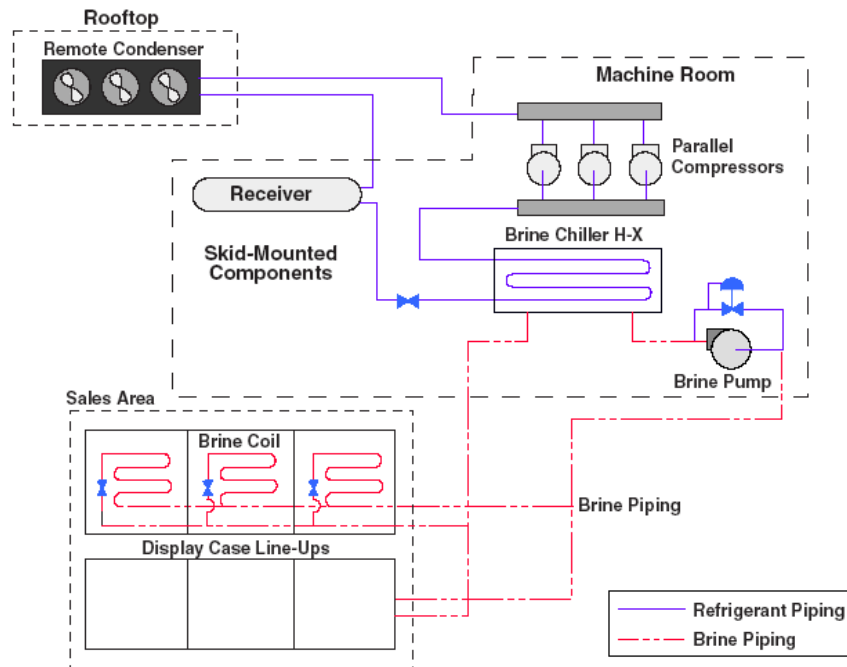 Rooftop
Remote Condenser
Machine Room
Parallel
Compressors
Receiver
Brine Chiller H-X
Skid-Mounted
Components
Brine Pump
Sales Area
Brine Coil
Brine Piping
Display Case Line-Ups
Refrigerant Piping
Brine Piping